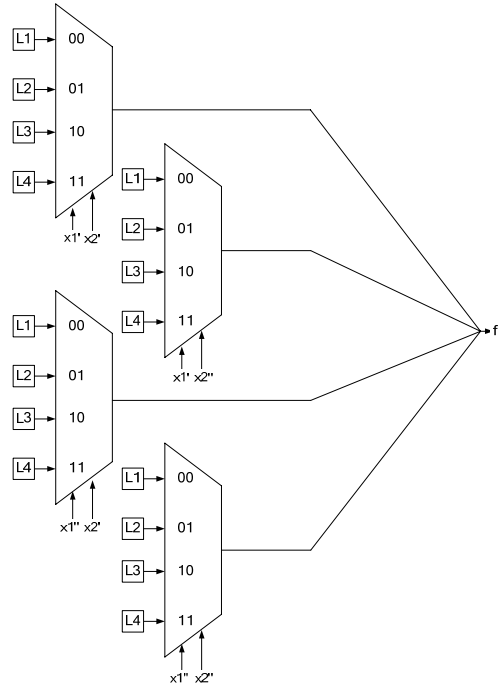 L1 00
L2 01
L3 10
L4 11
x1' x2'
L1 00
L2 01
L3 10
L4 11
x1' x2''
f
L1 00
L2 01
L3 10
L4 11
x1'' x2'
L1 00
L2 01
L3 10
L4 11
x1'' x2''